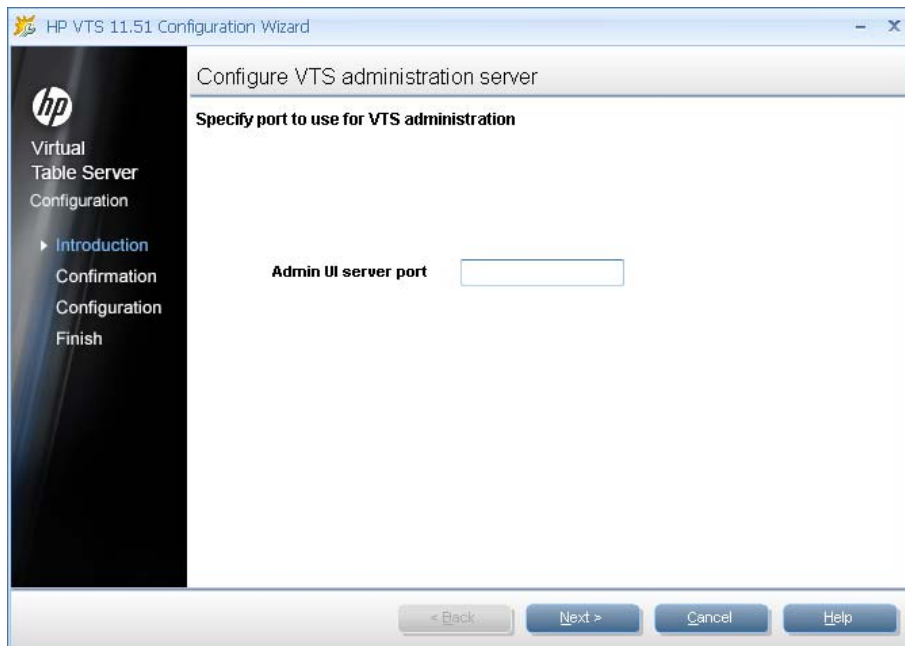 HP VTS 11.51 Configuration Wizard
hp
Virtual
Table Server
Configuration
Introduction
Confirmation
Configuration
Finish
Configure VTS administration server
Specify port to use for VTS administration
Admin UI server port
< Back
Next >
Cancel
Help